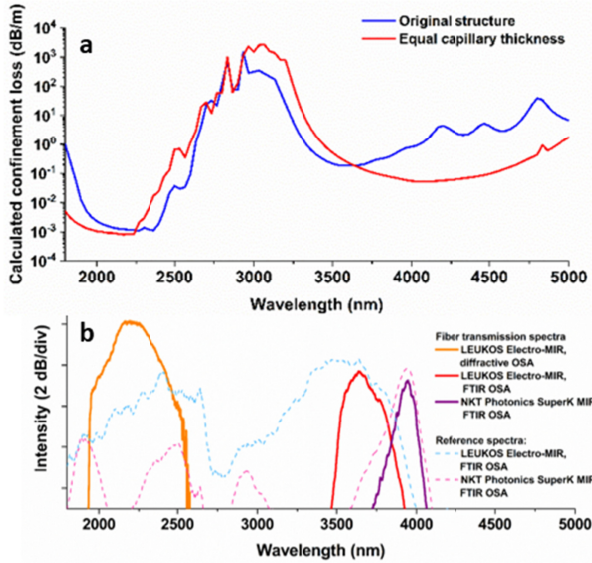 a
Original structure
Equal capillary thickness
Calculated confinement loss (dB/m)
10⁴
10³
10²
10¹
10⁰
10⁻¹
10⁻²
10⁻³
10⁻⁴
2000 2500 3000 3500 4000 4500 5000
Wavelength (nm)
b
Intensity (2 dB/div)
Fiber transmission spectra
LEUKOS Electro-MIR,
diffractive OSA
LEUKOS Electro-MIR,
FTIR OSA
NKT Photonics SuperK MIR
FTIR OSA
Reference spectra:
LEUKOS Electro-MIR,
FTIR OSA
NKT Photonics SuperK MIR
FTIR OSA
2000 2500 3000 3500 4000 4500 5000
Wavelength (nm)